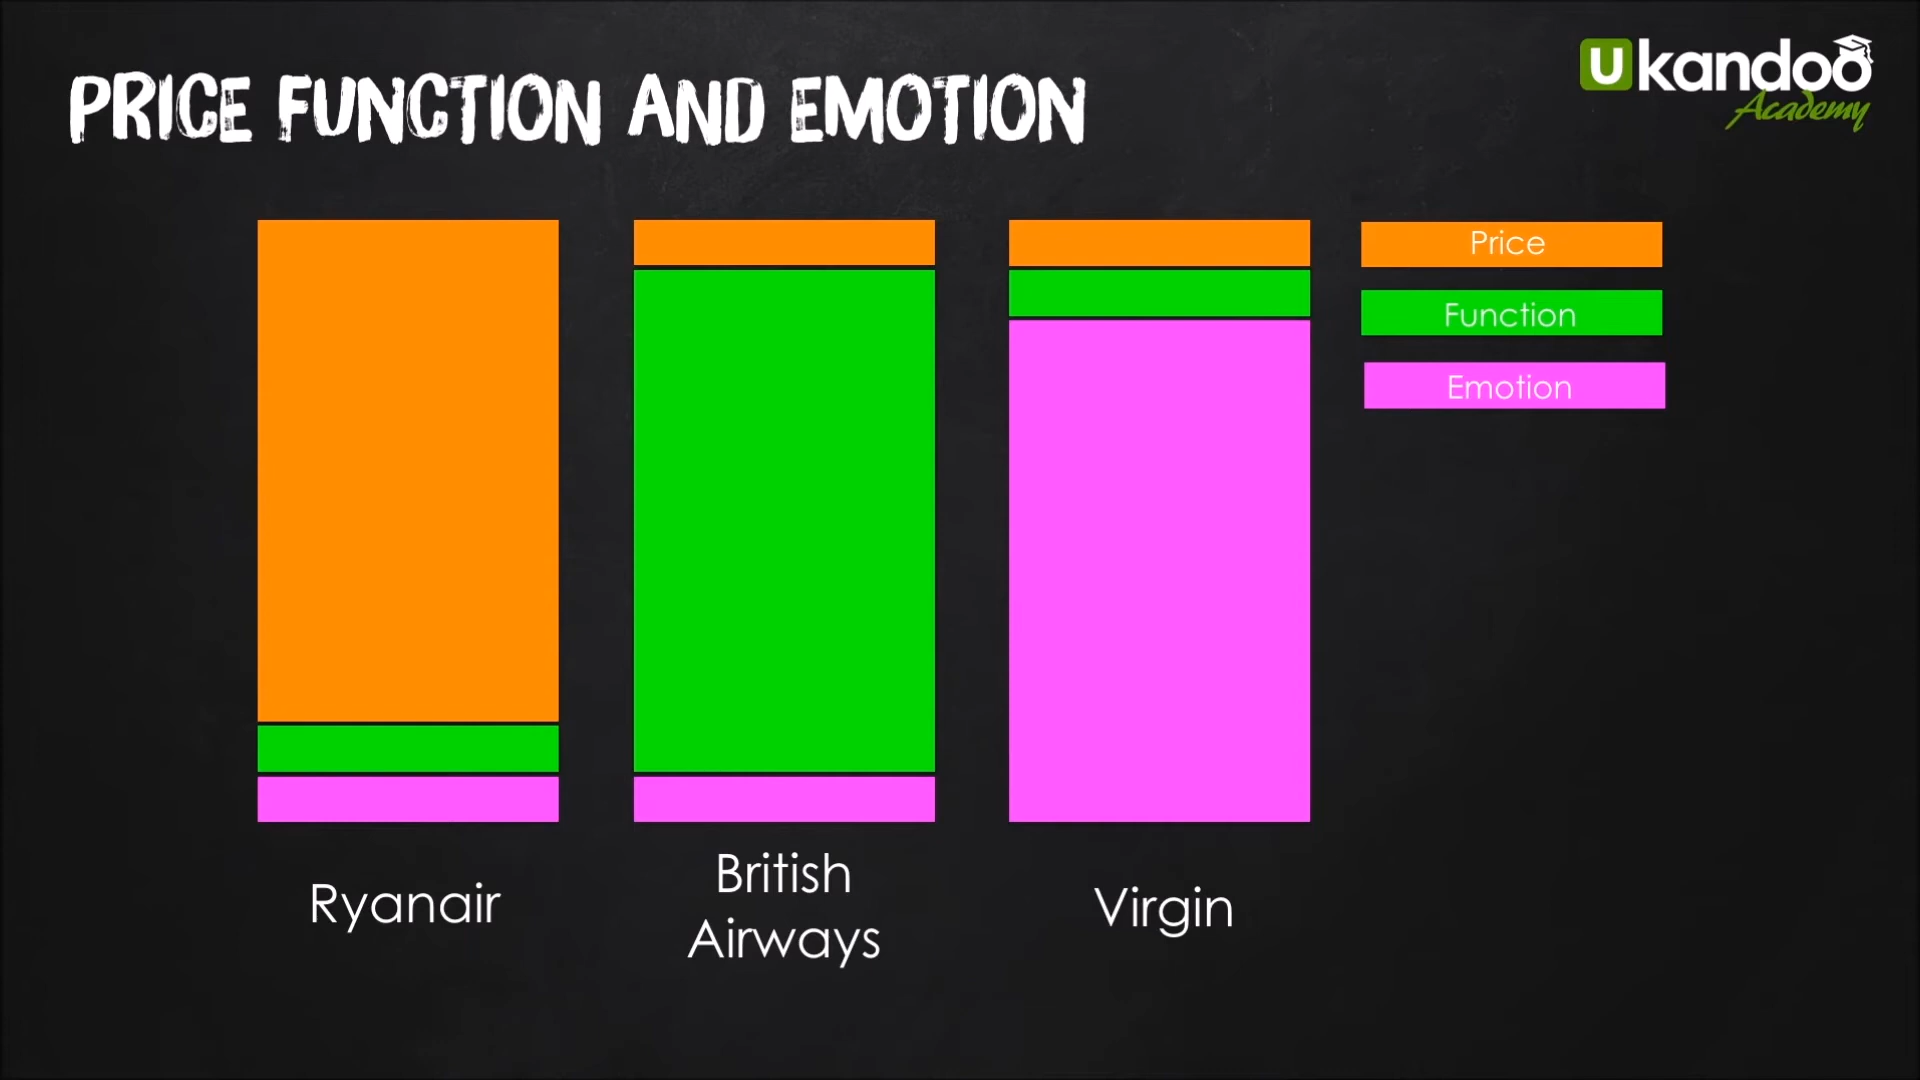 PRICE FUNCTION AND EMOTION
ukandoo
Academy
Price
Function
Emotion
Ryanair
British
Airways
Virgin